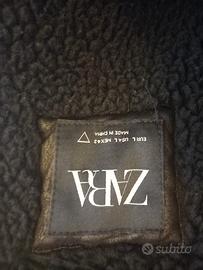 ZARA
EUR L USA L MEX 42
MADE IN CHINA
subito